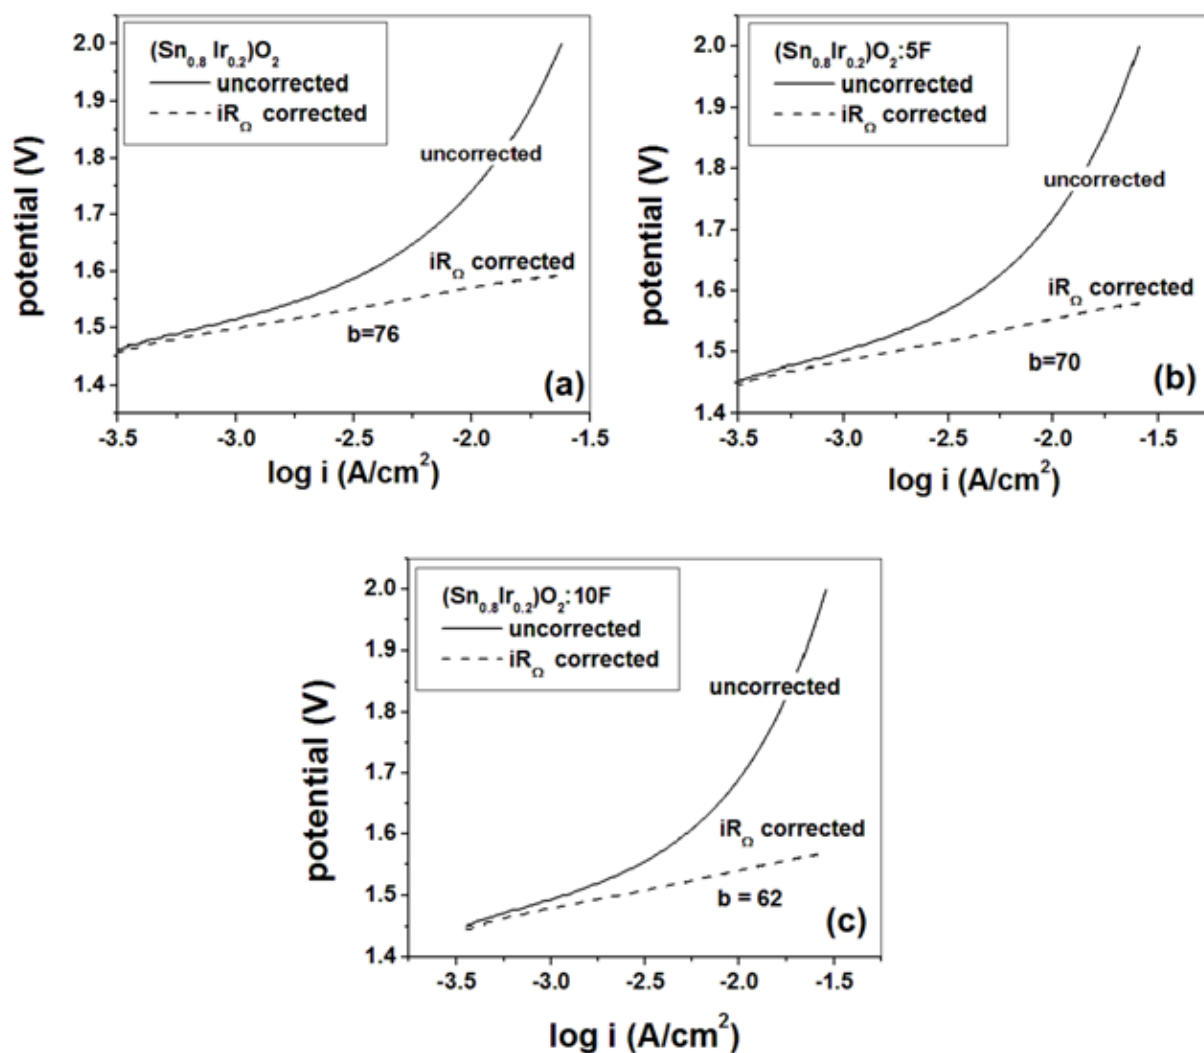 (Sn0.8 Ir0.2)O2
uncorrected
iRΩ corrected
2.0
1.9
1.8
1.7
1.6
1.5
1.4
potential (V)
uncorrected
iRΩ corrected
b=76
(a)
-3.5 -3.0 -2.5 -2.0 -1.5
log i (A/cm2)
(Sn0.8Ir0.2)O2:5F
uncorrected
iRΩ corrected
2.0
1.9
1.8
1.7
1.6
1.5
1.4
potential (V)
uncorrected
iRΩ corrected
b=70
(b)
-3.5 -3.0 -2.5 -2.0 -1.5
log i (A/cm2)
(Sn0.8Ir0.2)O2:10F
uncorrected
iRΩ corrected
2.0
1.9
1.8
1.7
1.6
1.5
1.4
potential (V)
uncorrected
iRΩ corrected
b = 62
(c)
-3.5 -3.0 -2.5 -2.0 -1.5
log i (A/cm2)